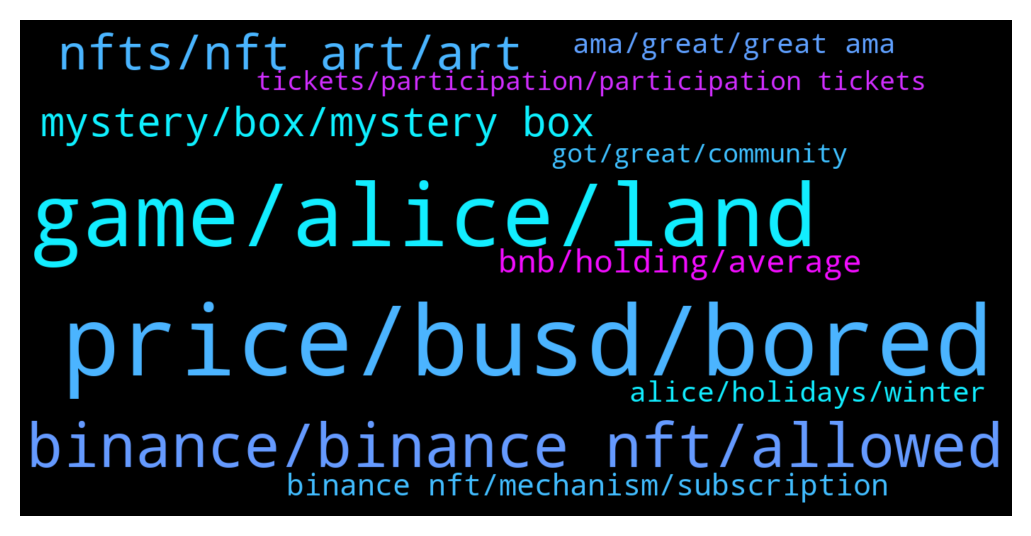 nfts/nft art/art
ama/great/great ama
tickets/participation/participation tickets
mystery/box/mystery box
got/great/community
game/alice/land
bnb/holding/average
price/busd/bored
alice/holidays/winter
binance/binance nft/allowed
binance nft/mechanism/subscription